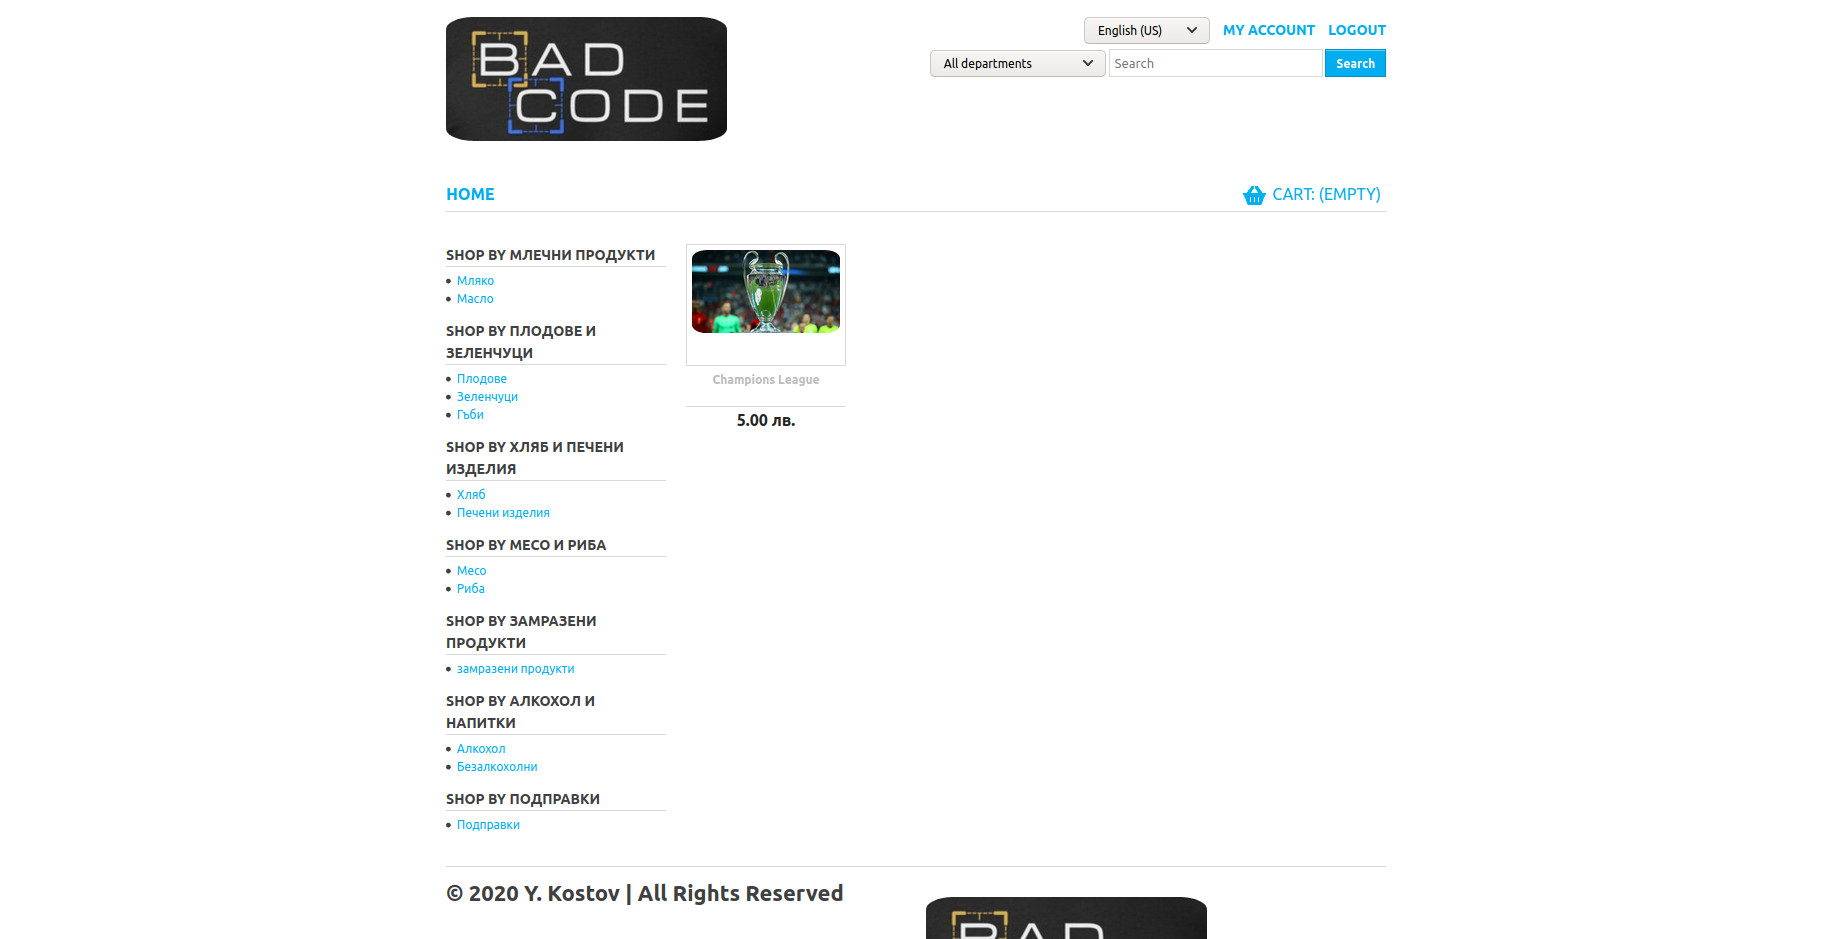 BAD
CODE
English (US)
MY ACCOUNT
LOGOUT
All departments
Search
Search
HOME
CART: (EMPTY)
SHOP BY МЛЕЧНИ ПРОДУКТИ
Мляко
Масло
SHOP BY ПЛОДОВЕ И
ЗЕЛЕНЧУЦИ
Плодове
Зеленчуци
Гъби
SHOP BY ХЛЯБ И ПЕЧЕНИ
ИЗДЕЛИЯ
Хляб
Печени изделия
SHOP BY МЕСО И РИБА
Месо
Риба
SHOP BY ЗАМРАЗЕНИ
ПРОДУКТИ
замразени продукти
SHOP BY АЛКОХОЛ И
НАПИТКИ
Алкохол
Безалкохолни
SHOP BY ПОДПРАВКИ
Подправки
Champions League
5.00 лв.
© 2020 Y. Kostov | All Rights Reserved
BAD